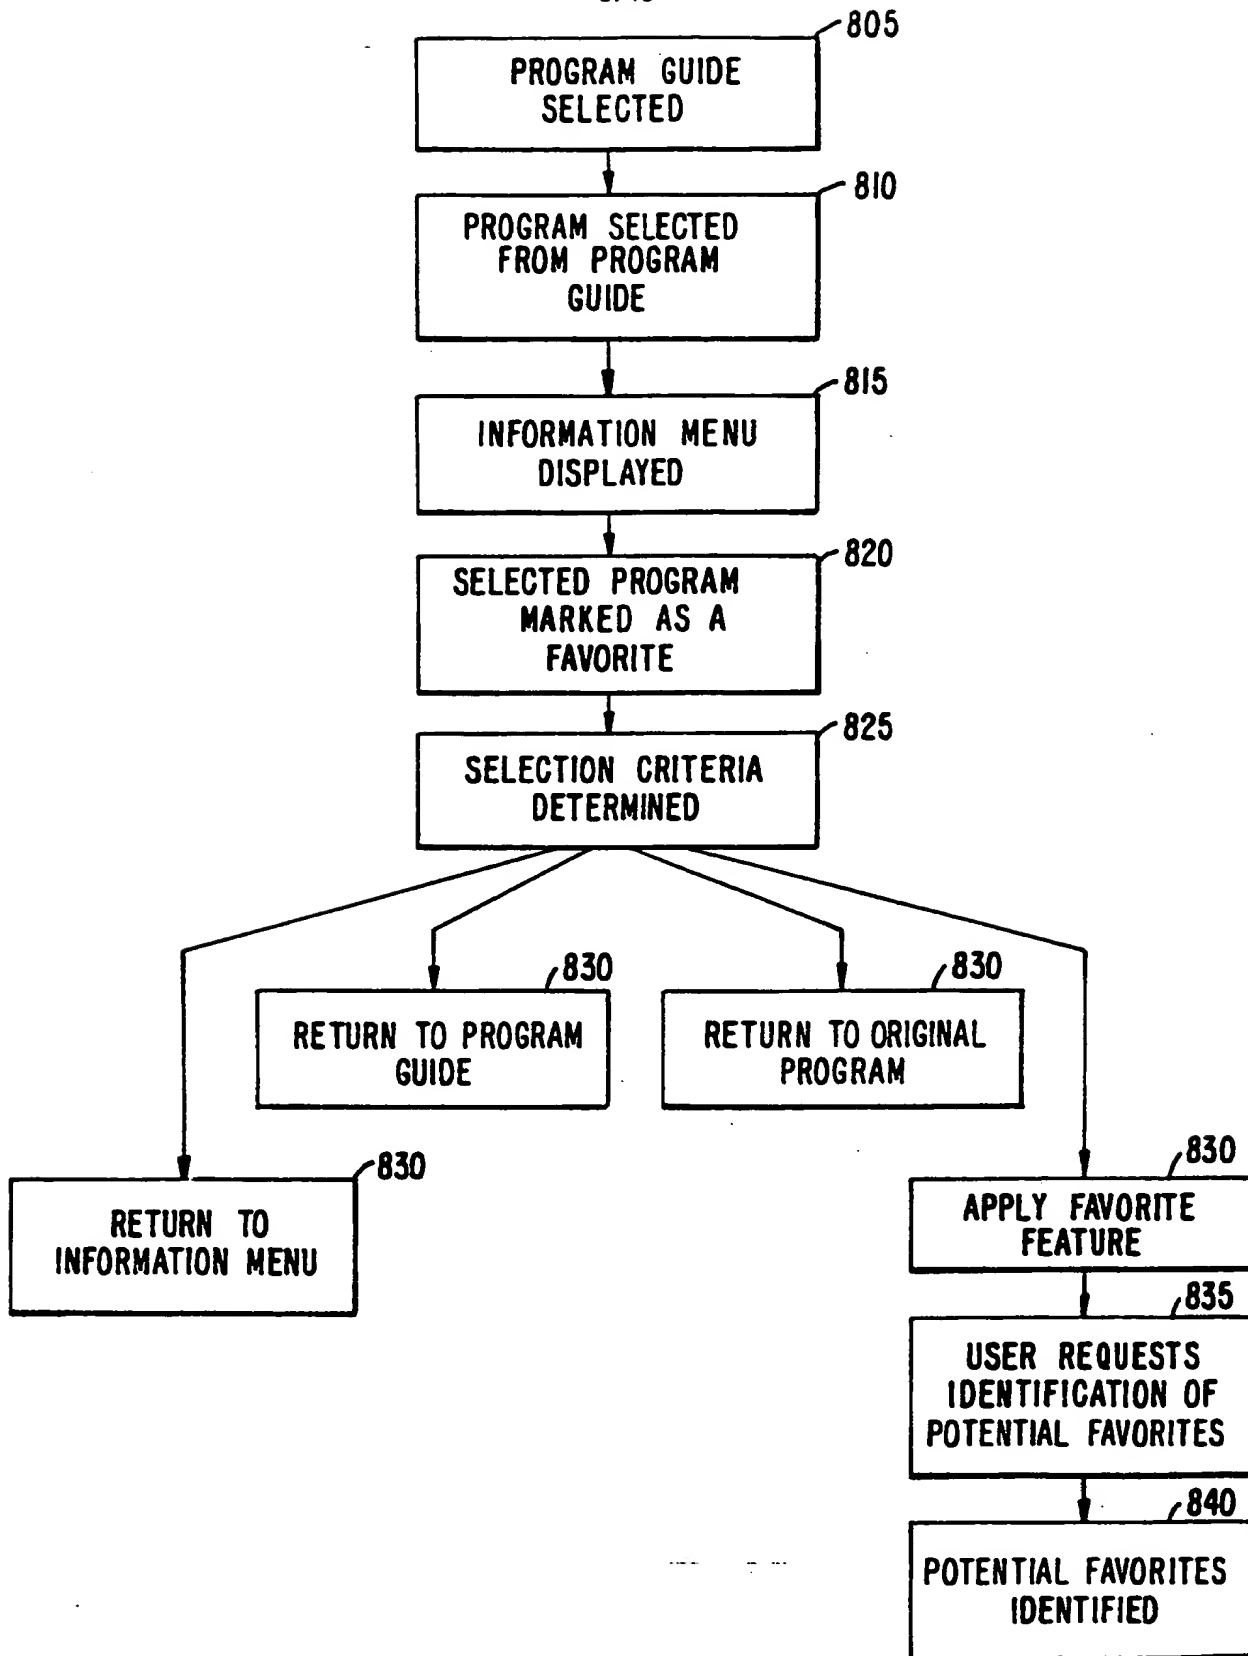 805
PROGRAM GUIDE
SELECTED
810
PROGRAM SELECTED
FROM PROGRAM
GUIDE
815
INFORMATION MENU
DISPLAYED
820
SELECTED PROGRAM
MARKED AS A
FAVORITE
825
SELECTION CRITERIA
DETERMINED
830
RETURN TO PROGRAM
GUIDE
830
RETURN TO ORIGINAL
PROGRAM
830
RETURN TO
INFORMATION MENU
830
APPLY FAVORITE
FEATURE
835
USER REQUESTS
IDENTIFICATION OF
POTENTIAL FAVORITES
840
POTENTIAL FAVORITES
IDENTIFIED